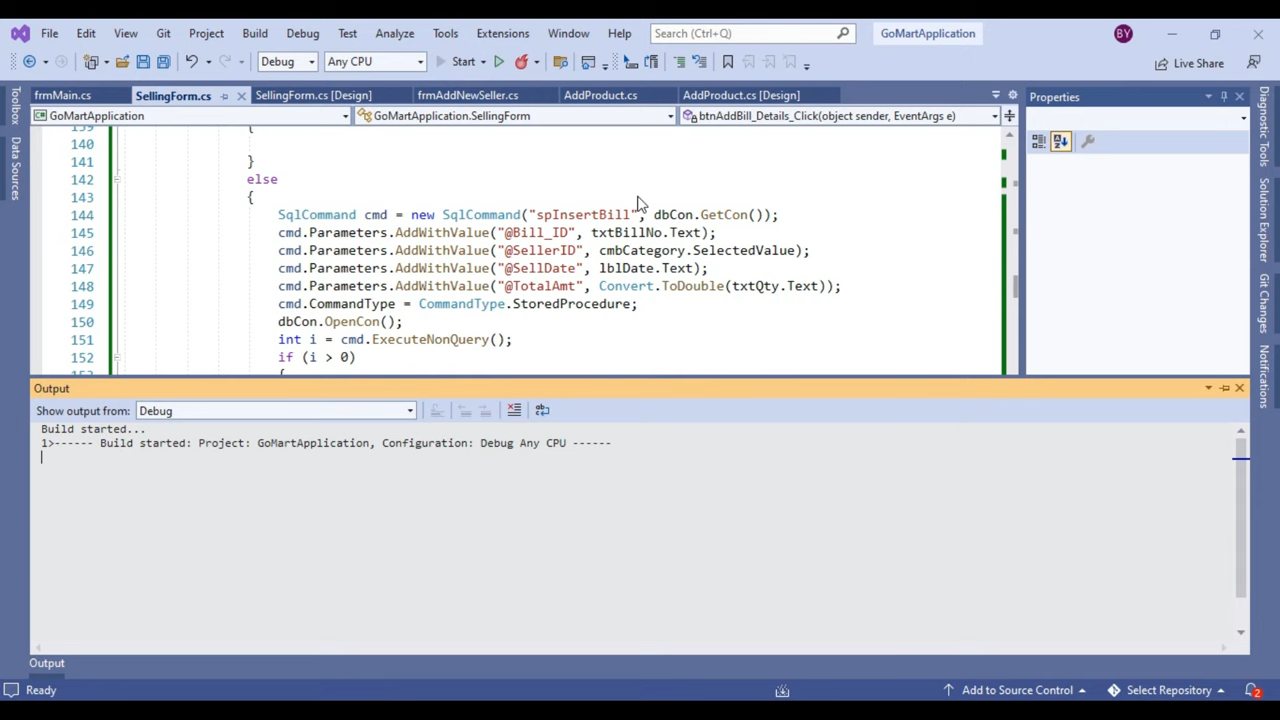 File Edit View Git Project Build Debug Test Analyze Tools Extensions Window Help Search (Ctrl+Q) GoMartApplication BY
Debug Any CPU Start Live Share
frmMain.cs SellingForm.cs SellingForm.cs [Design] frmAddNewSeller.cs AddProduct.cs AddProduct.cs [Design] Properties
GoMartApplication GoMartApplication.SellingForm btnAddBill_Details_Click(object sender, EventArgs e)
Toolbox
Data Sources
139 {
140
141 }
142 else
143 {
144 SqlCommand cmd = new SqlCommand("spInsertBill", dbCon.GetCon());
145 cmd.Parameters.AddWithValue("@Bill_ID", txtBillNo.Text);
146 cmd.Parameters.AddWithValue("@SellerID", cmbCategory.SelectedValue);
147 cmd.Parameters.AddWithValue("@SellDate", lblDate.Text);
148 cmd.Parameters.AddWithValue("@TotalAmt", Convert.ToDouble(txtQty.Text));
149 cmd.CommandType = CommandType.StoredProcedure;
150 dbCon.OpenCon();
151 int i = cmd.ExecuteNonQuery();
152 if (i > 0)
153 {
Diagnostic Tools
Solution Explorer
Git Changes
Notifications
Output
Show output from: Debug
Build started...
1>------ Build started: Project: GoMartApplication, Configuration: Debug Any CPU ------
Output
Ready Add to Source Control Select Repository 2